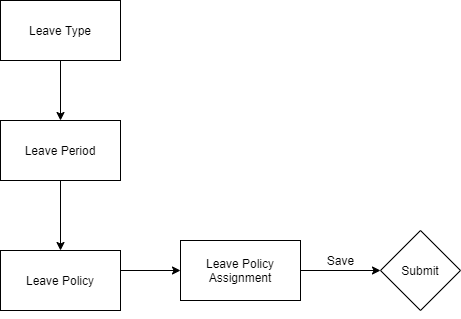 Leave Type
Leave Period
Leave Policy
Leave Policy
Assignment
Save
Submit